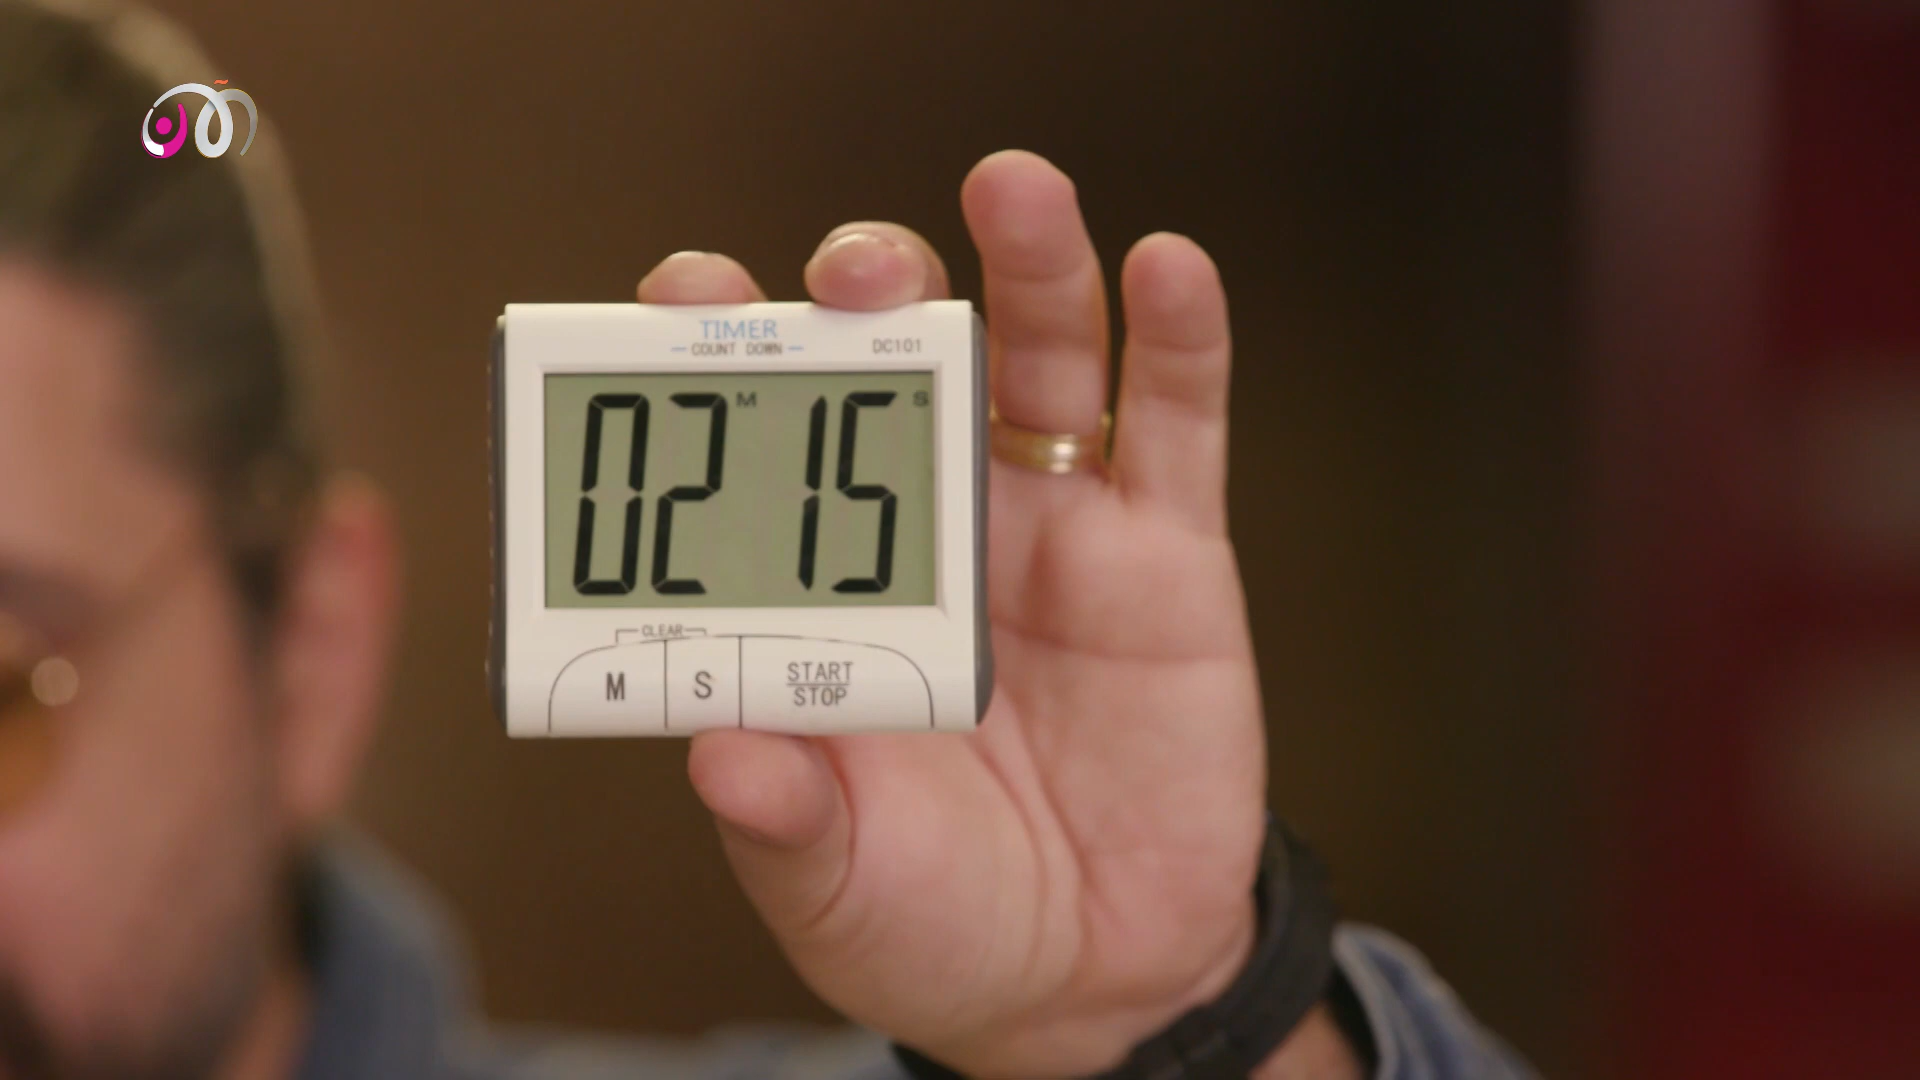 TIMER
COUNT DOWN
DC101
02 M 15 S
CLEAR
M S START
STOP